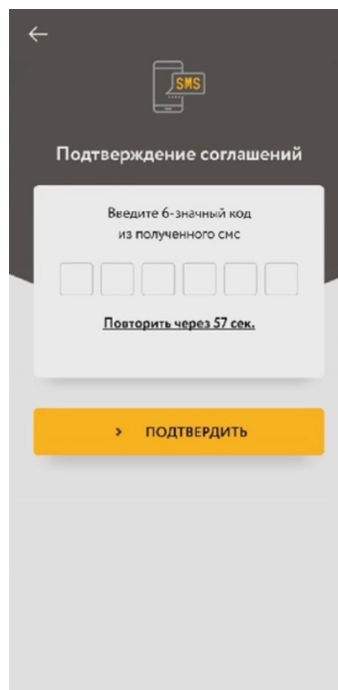 SMS
Подтверждение соглашений
Введите 6-значный код
из полученного смс
Повторить через 57 сек.
ПОДТВЕРДИТЬ